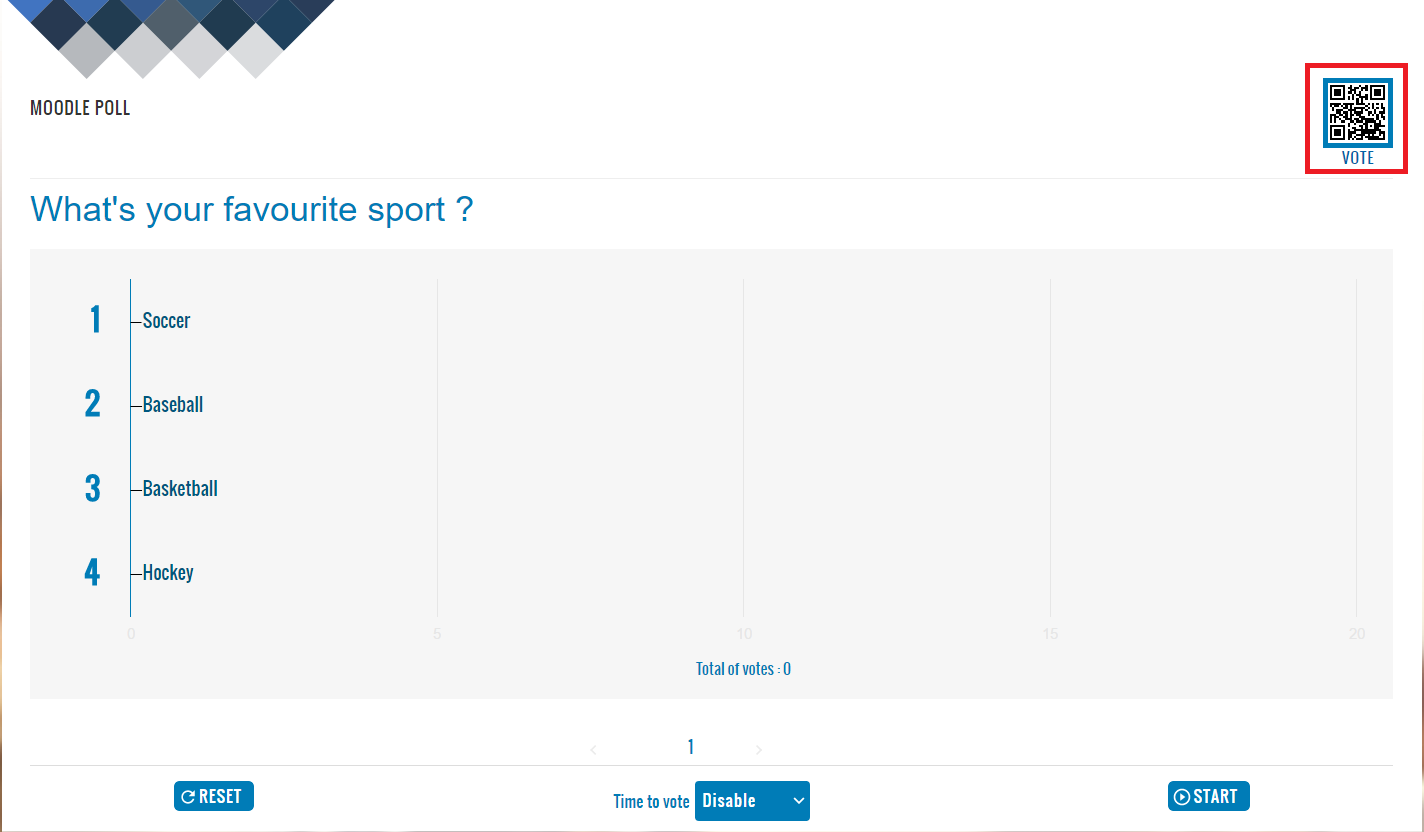 MOODLE POLL
VOTE
What's your favourite sport ?
1 Soccer
2 Baseball
3 Basketball
4 Hockey
0 5 10 15 20
Total of votes : 0
1
RESET
Time to vote Disable
START